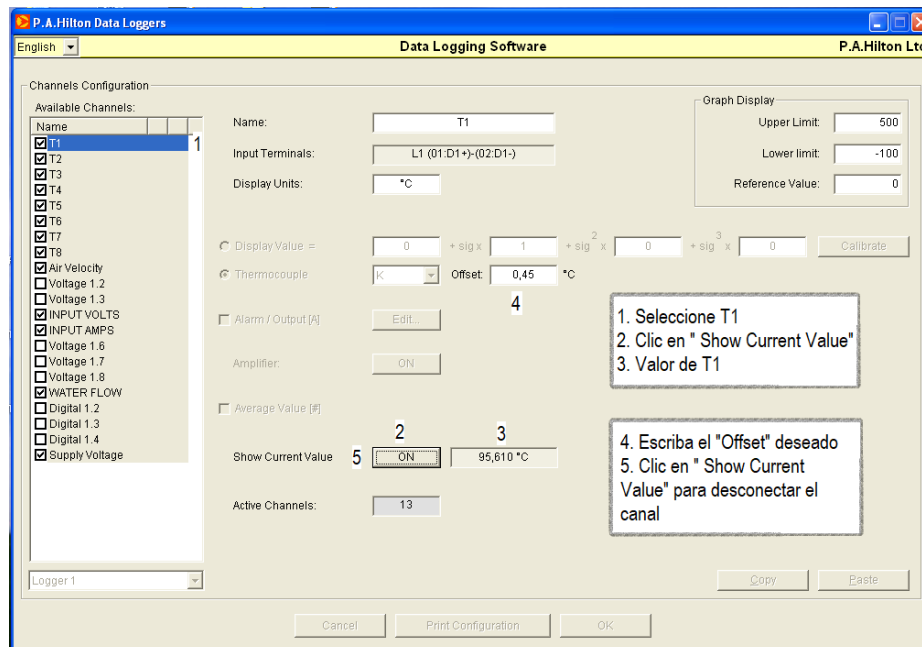 P.A.Hilton Data Loggers
English
Data Logging Software
P.A.Hilton Ltd
Channels Configuration
Available Channels:
Name
T1
1
T2
T3
T4
T5
T6
T7
T8
Air Velocity
Voltage 1.2
Voltage 1.3
INPUT VOLTS
INPUT AMPS
Voltage 1.6
Voltage 1.7
Voltage 1.8
WATER FLOW
Digital 1.2
Digital 1.3
Digital 1.4
Supply Voltage
Logger 1
Name: T1
Input Terminals: L1 (01:D1+)-(02:D1-)
Display Units: °C
Graph Display
Upper Limit: 500
Lower limit: -100
Reference Value: 0
Display Value = 0 + sig x 1 + sig 2 x 0 + sig 3 x 0 Calibrate
Thermocouple K Offset: 0,45 °C
4
Alarm / Output [A] Edit...
Amplifier: ON
Average Value [#]
2 3
Show Current Value 5 ON 95,610 °C
Active Channels: 13
1. Seleccione T1
2. Clic en " Show Current Value"
3. Valor de T1
4. Escriba el "Offset" deseado
5. Clic en " Show Current
Value" para desconectar el
canal
Copy Paste
Cancel Print Configuration OK